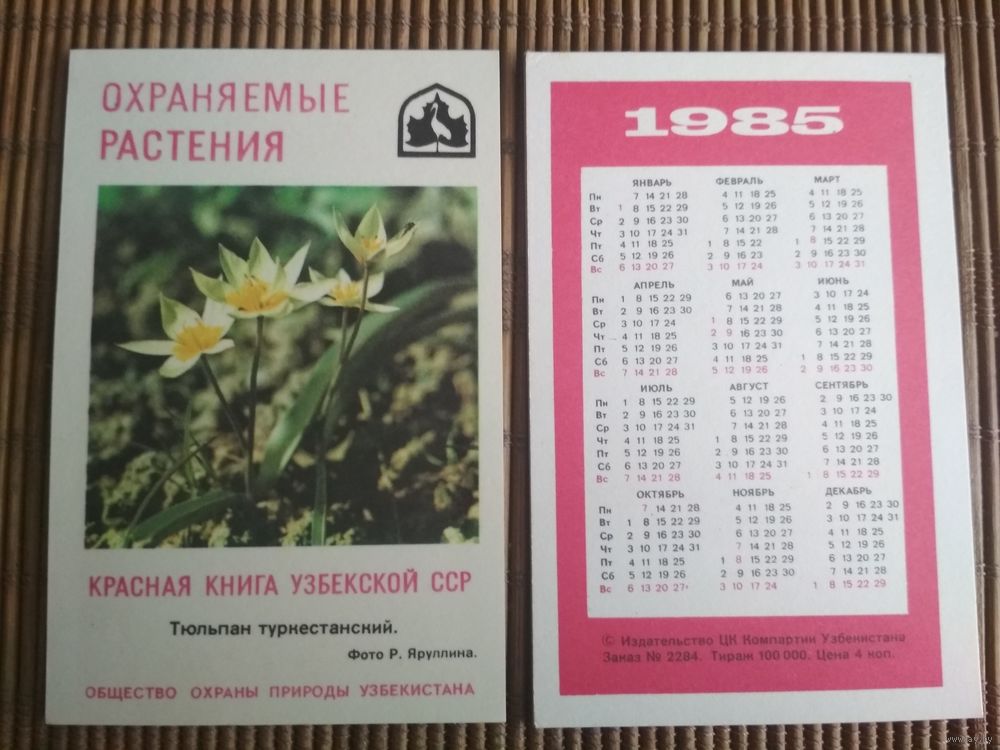 ОХРАНЯЕМЫЕ
РАСТЕНИЯ
КРАСНАЯ КНИГА УЗБЕКСКОЙ ССР
Тюльпан туркестанский.
Фото Р. Яруллина.
ОБЩЕСТВО ОХРАНЫ ПРИРОДЫ УЗБЕКИСТАНА
1985
ЯНВАРЬ ФЕВРАЛЬ МАРТ
Пн 7 14 21 28 4 11 18 25 4 11 18 25
Вт 1 8 15 22 29 5 12 19 26 5 12 19 26
Ср 2 9 16 23 30 6 13 20 27 6 13 20 27
Чт 3 10 17 24 31 7 14 21 28 7 14 21 28
Пт 4 11 18 25 1 8 15 22 1 8 15 22 29
Сб 5 12 19 26 2 9 16 23 2 9 16 23 30
Вс 6 13 20 27 3 10 17 24 3 10 17 24 31
АПРЕЛЬ МАЙ ИЮНЬ
Пн 1 8 15 22 29 6 13 20 27 3 10 17 24
Вт 2 9 16 23 30 7 14 21 28 4 11 18 25
Ср 3 10 17 24 1 8 15 22 29 5 12 19 26
Чт 4 11 18 25 2 9 16 23 30 6 13 20 27
Пт 5 12 19 26 3 10 17 24 31 7 14 21 28
Сб 6 13 20 27 4 11 18 25 1 8 15 22 29
Вс 7 14 21 28 5 12 19 26 2 9 16 23 30
ИЮЛЬ АВГУСТ СЕНТЯБРЬ
Пн 1 8 15 22 29 5 12 19 26 2 9 16 23 30
Вт 2 9 16 23 30 6 13 20 27 3 10 17 24
Ср 3 10 17 24 31 7 14 21 28 4 11 18 25
Чт 4 11 18 25 1 8 15 22 29 5 12 19 26
Пт 5 12 19 26 2 9 16 23 30 6 13 20 27
Сб 6 13 20 27 3 10 17 24 31 7 14 21 28
Вс 7 14 21 28 4 11 18 25 1 8 15 22 29
ОКТЯБРЬ НОЯБРЬ ДЕКАБРЬ
Пн 7 14 21 28 4 11 18 25 2 9 16 23 30
Вт 1 8 15 22 29 5 12 19 26 3 10 17 24 31
Ср 2 9 16 23 30 6 13 20 27 4 11 18 25
Чт 3 10 17 24 31 7 14 21 28 5 12 19 26
Пт 4 11 18 25 1 8 15 22 29 6 13 20 27
Сб 5 12 19 26 2 9 16 23 30 7 14 21 28
Вс 6 13 20 27 3 10 17 24 1 8 15 22 29
© Издательство ЦК Компартии Узбекистана
Заказ № 2284. Тираж 100 000. Цена 4 коп.